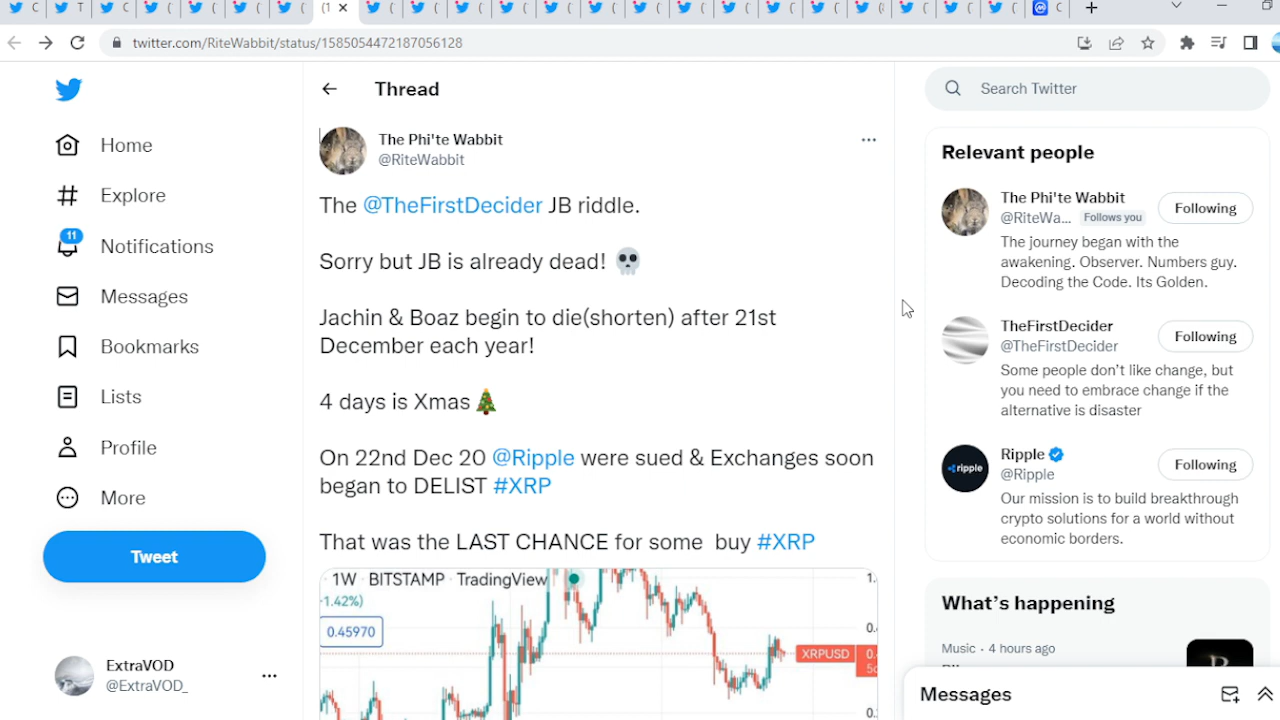 twitter.com/RiteWabbit/status/1585054472187056128
Thread
Search Twitter
Home
Explore
11
Notifications
Messages
Bookmarks
Lists
Profile
More
Tweet
ExtraVOD
@ExtraVOD_
The Phi'te Wabbit
@RiteWabbit
The @TheFirstDecider JB riddle.
Sorry but JB is already dead! 💀
Jachin & Boaz begin to die(shorten) after 21st
December each year!
4 days is Xmas 🎄
On 22nd Dec 20 @Ripple were sued & Exchanges soon
began to DELIST #XRP
That was the LAST CHANCE for some buy #XRP
1W · BITSTAMP · TradingView
-1.42%)
0.45970
XRPUSD
Relevant people
The Phi'te Wabbit
@RiteWa... Follows you
Following
The journey began with the
awakening. Observer. Numbers guy.
Decoding the Code. Its Golden.
TheFirstDecider
@TheFirstDecider
Following
Some people don't like change, but
you need to embrace change if the
alternative is disaster
Ripple
@Ripple
Following
ripple
Our mission is to build breakthrough
crypto solutions for a world without
economic borders.
What's happening
Music · 4 hours ago
Messages